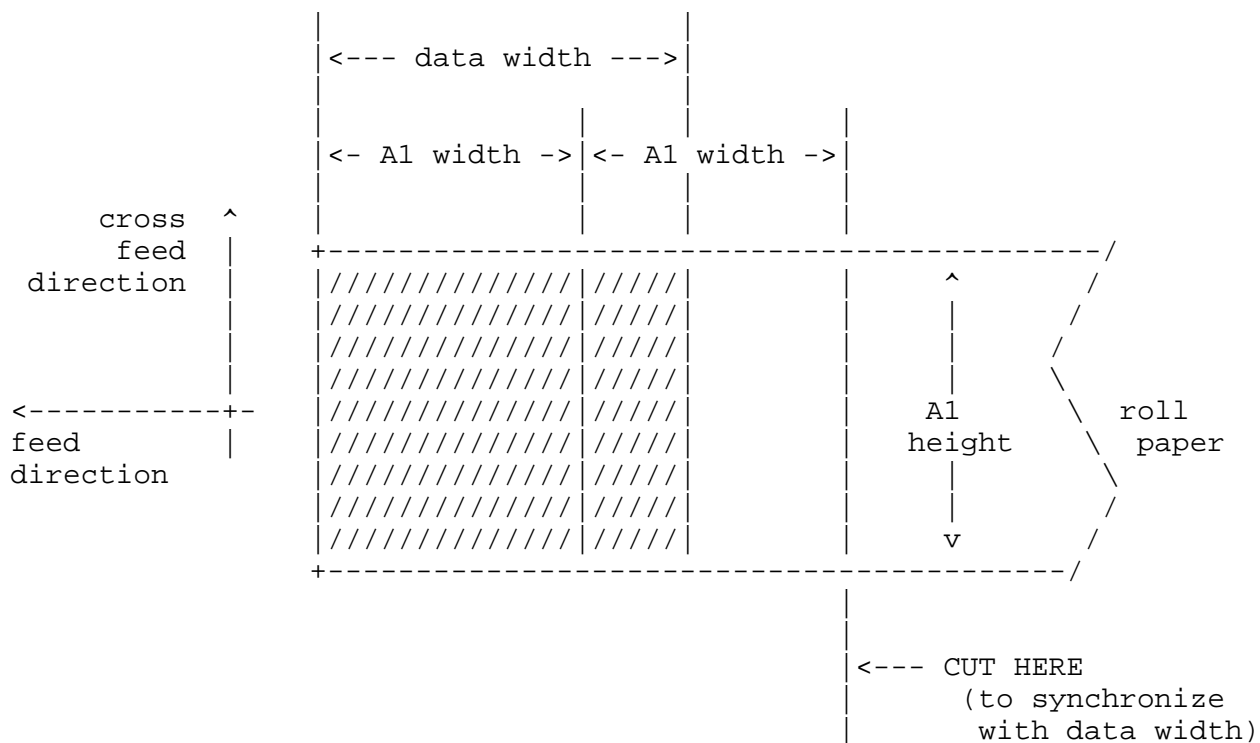 <--- data width --->
<- A1 width -> <- A1 width ->
cross
feed
direction
A1
height
roll
paper
feed
direction
<--- CUT HERE
(to synchronize
with data width)